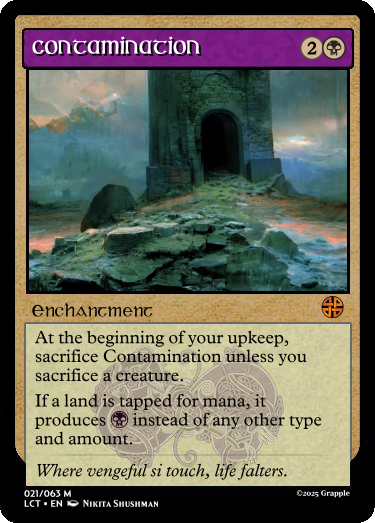 Contamination 2
Enchantment
At the beginning of your upkeep,
sacrifice Contamination unless you
sacrifice a creature.
If a land is tapped for mana, it
produces instead of any other type
and amount.
Where vengeful si touch, life falters.
021/063 M
LCT • EN Nikita Shushman
©2025 Grapple